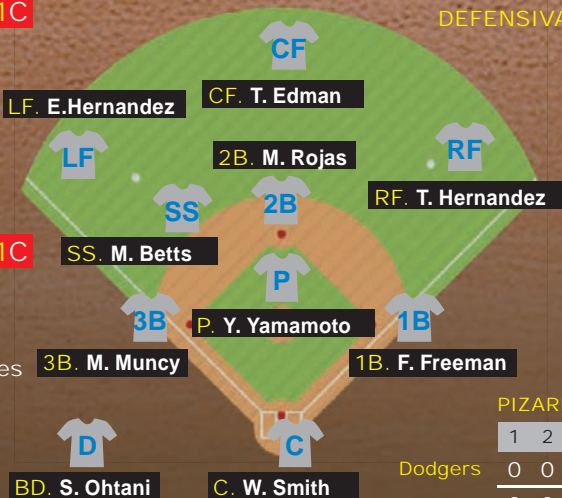 1C
DEFENSIVA
CF
LF. E.Hernandez
CF. T. Edman
LF
2B. M. Rojas
RF
SS
2B
RF. T. Hernandez
1C
SS. M. Betts
P
3B
P. Y. Yamamoto
1B
es
3B. M. Muncy
1B. F. Freeman
D
C
PIZAR
1 2
Dodgers 0 0
BD. S. Ohtani
C. W. Smith